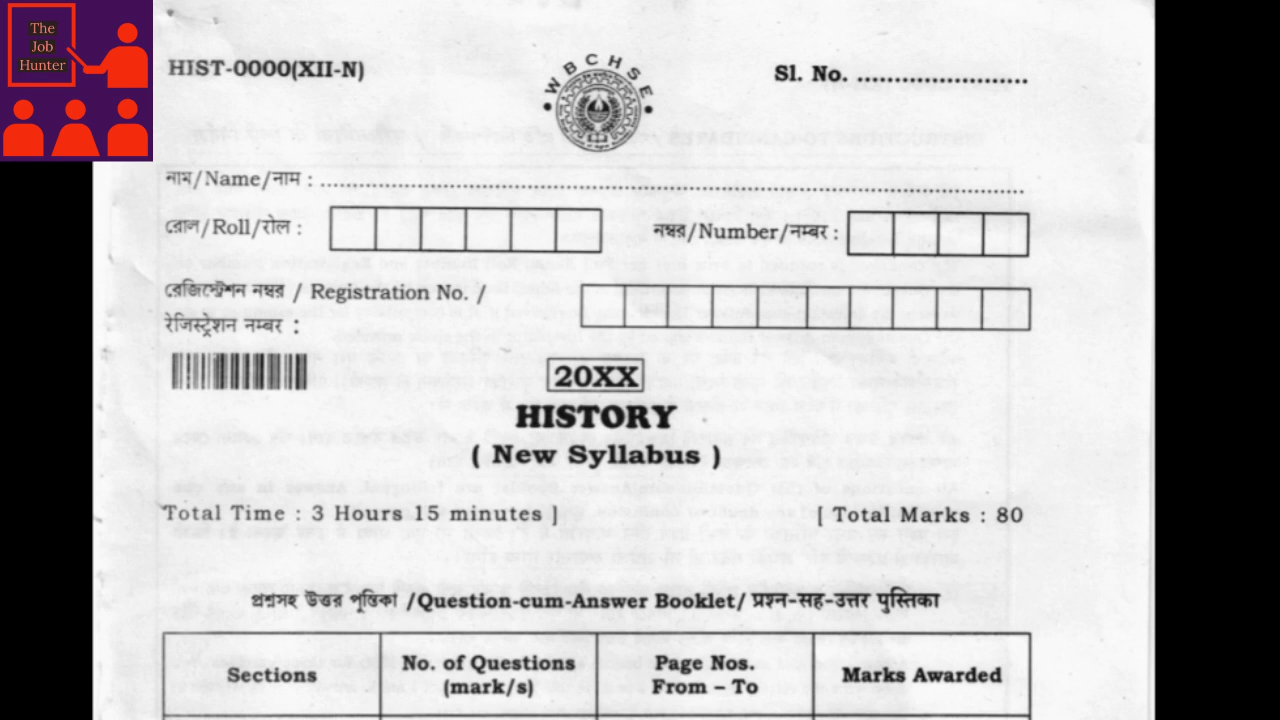 The
Job
Hunter
HIST-0000(XII-N)
WBCHSE
Sl. No. ..............................
নাম/Name/नाम :
রোল/Roll/रोल :
নম্বর/Number/नम्बर :
রেজিস্ট্রেশন নম্বর / Registration No. /
रेजिस्ट्रेशन नम्बर :
20XX
HISTORY
( New Syllabus )
Total Time : 3 Hours 15 minutes ]
[ Total Marks : 80
প্রশ্নসহ উত্তর পুস্তিকা /Question-cum-Answer Booklet/ प्रश्न-सह-उत्तर पुस्तिका
Sections
No. of Questions
(mark/s)
Page Nos.
From – To
Marks Awarded